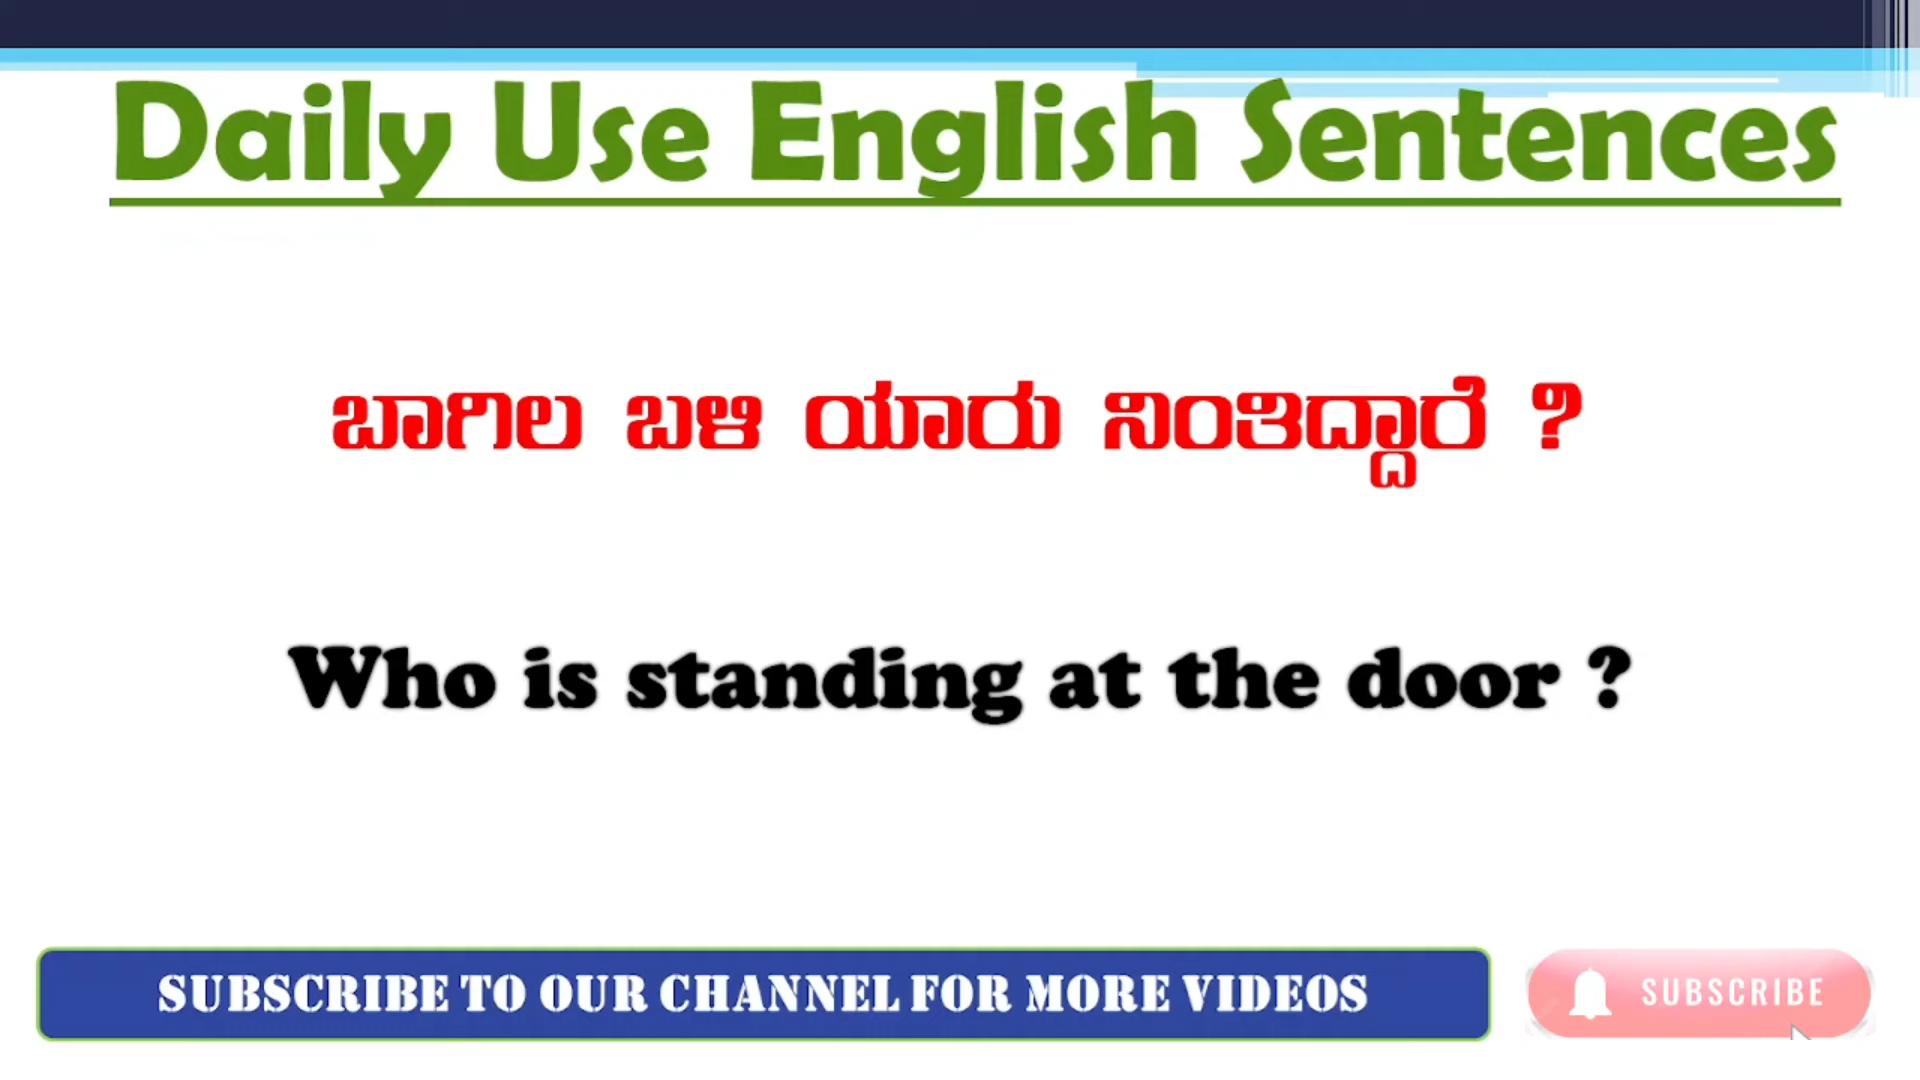 Daily Use English Sentences
ಬಾಗಿಲ ಬಳಿ ಯಾರು ನಿಂತಿದ್ದಾರೆ ?
Who is standing at the door ?
SUBSCRIBE TO OUR CHANNEL FOR MORE VIDEOS
SUBSCRIBE